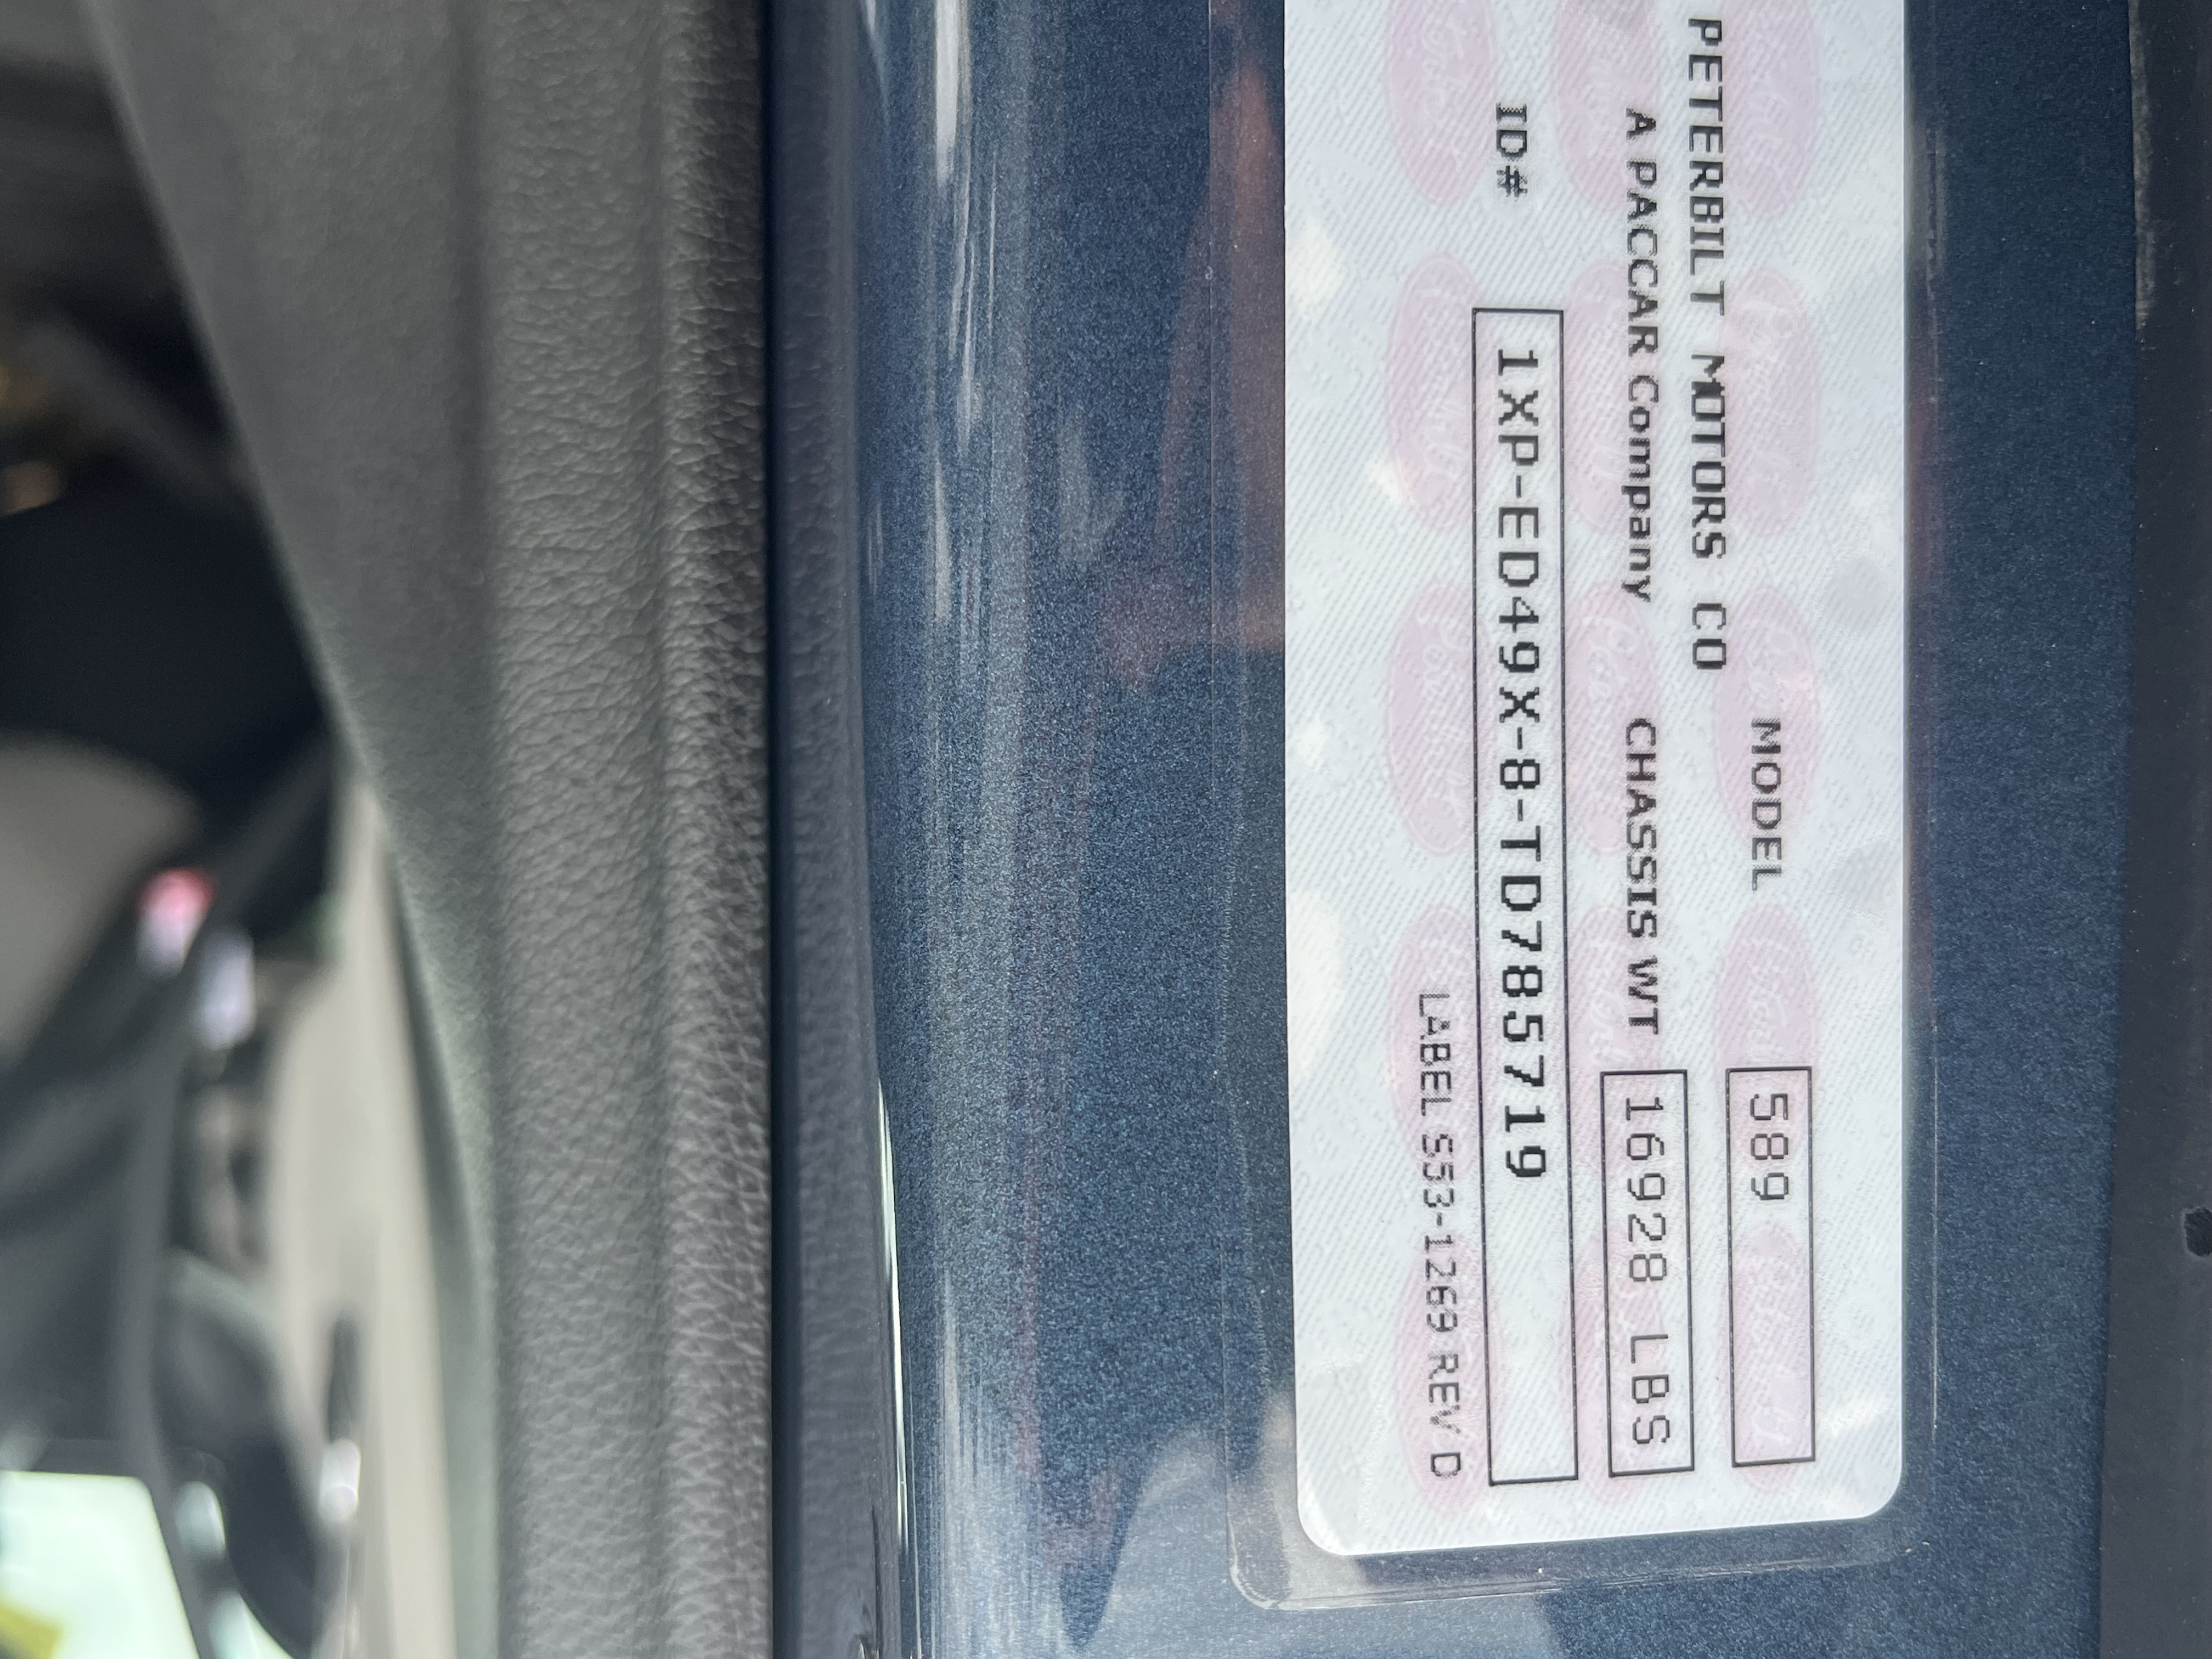 MODEL 589
PETERBILT MOTORS CO
A PACCAR Company CHASSIS WT 16928 LBS
ID# 1XP-ED49X-8-TD785719
LABEL S53-1269 REV D